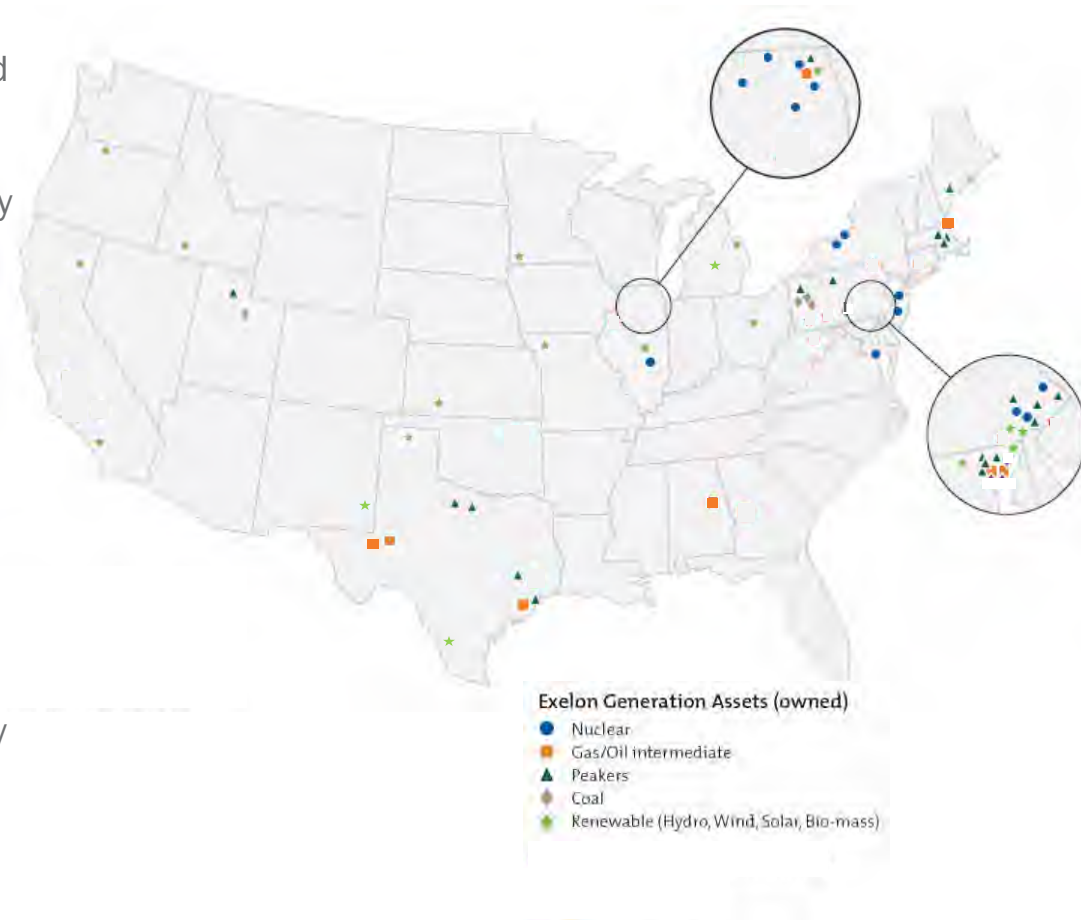 d
y
y
Exelon Generation Assets (owned)
Nuclear
Gas/Oil intermediate
Peakers
Coal
Renewable (Hydro, Wind, Solar, Bio-mass)